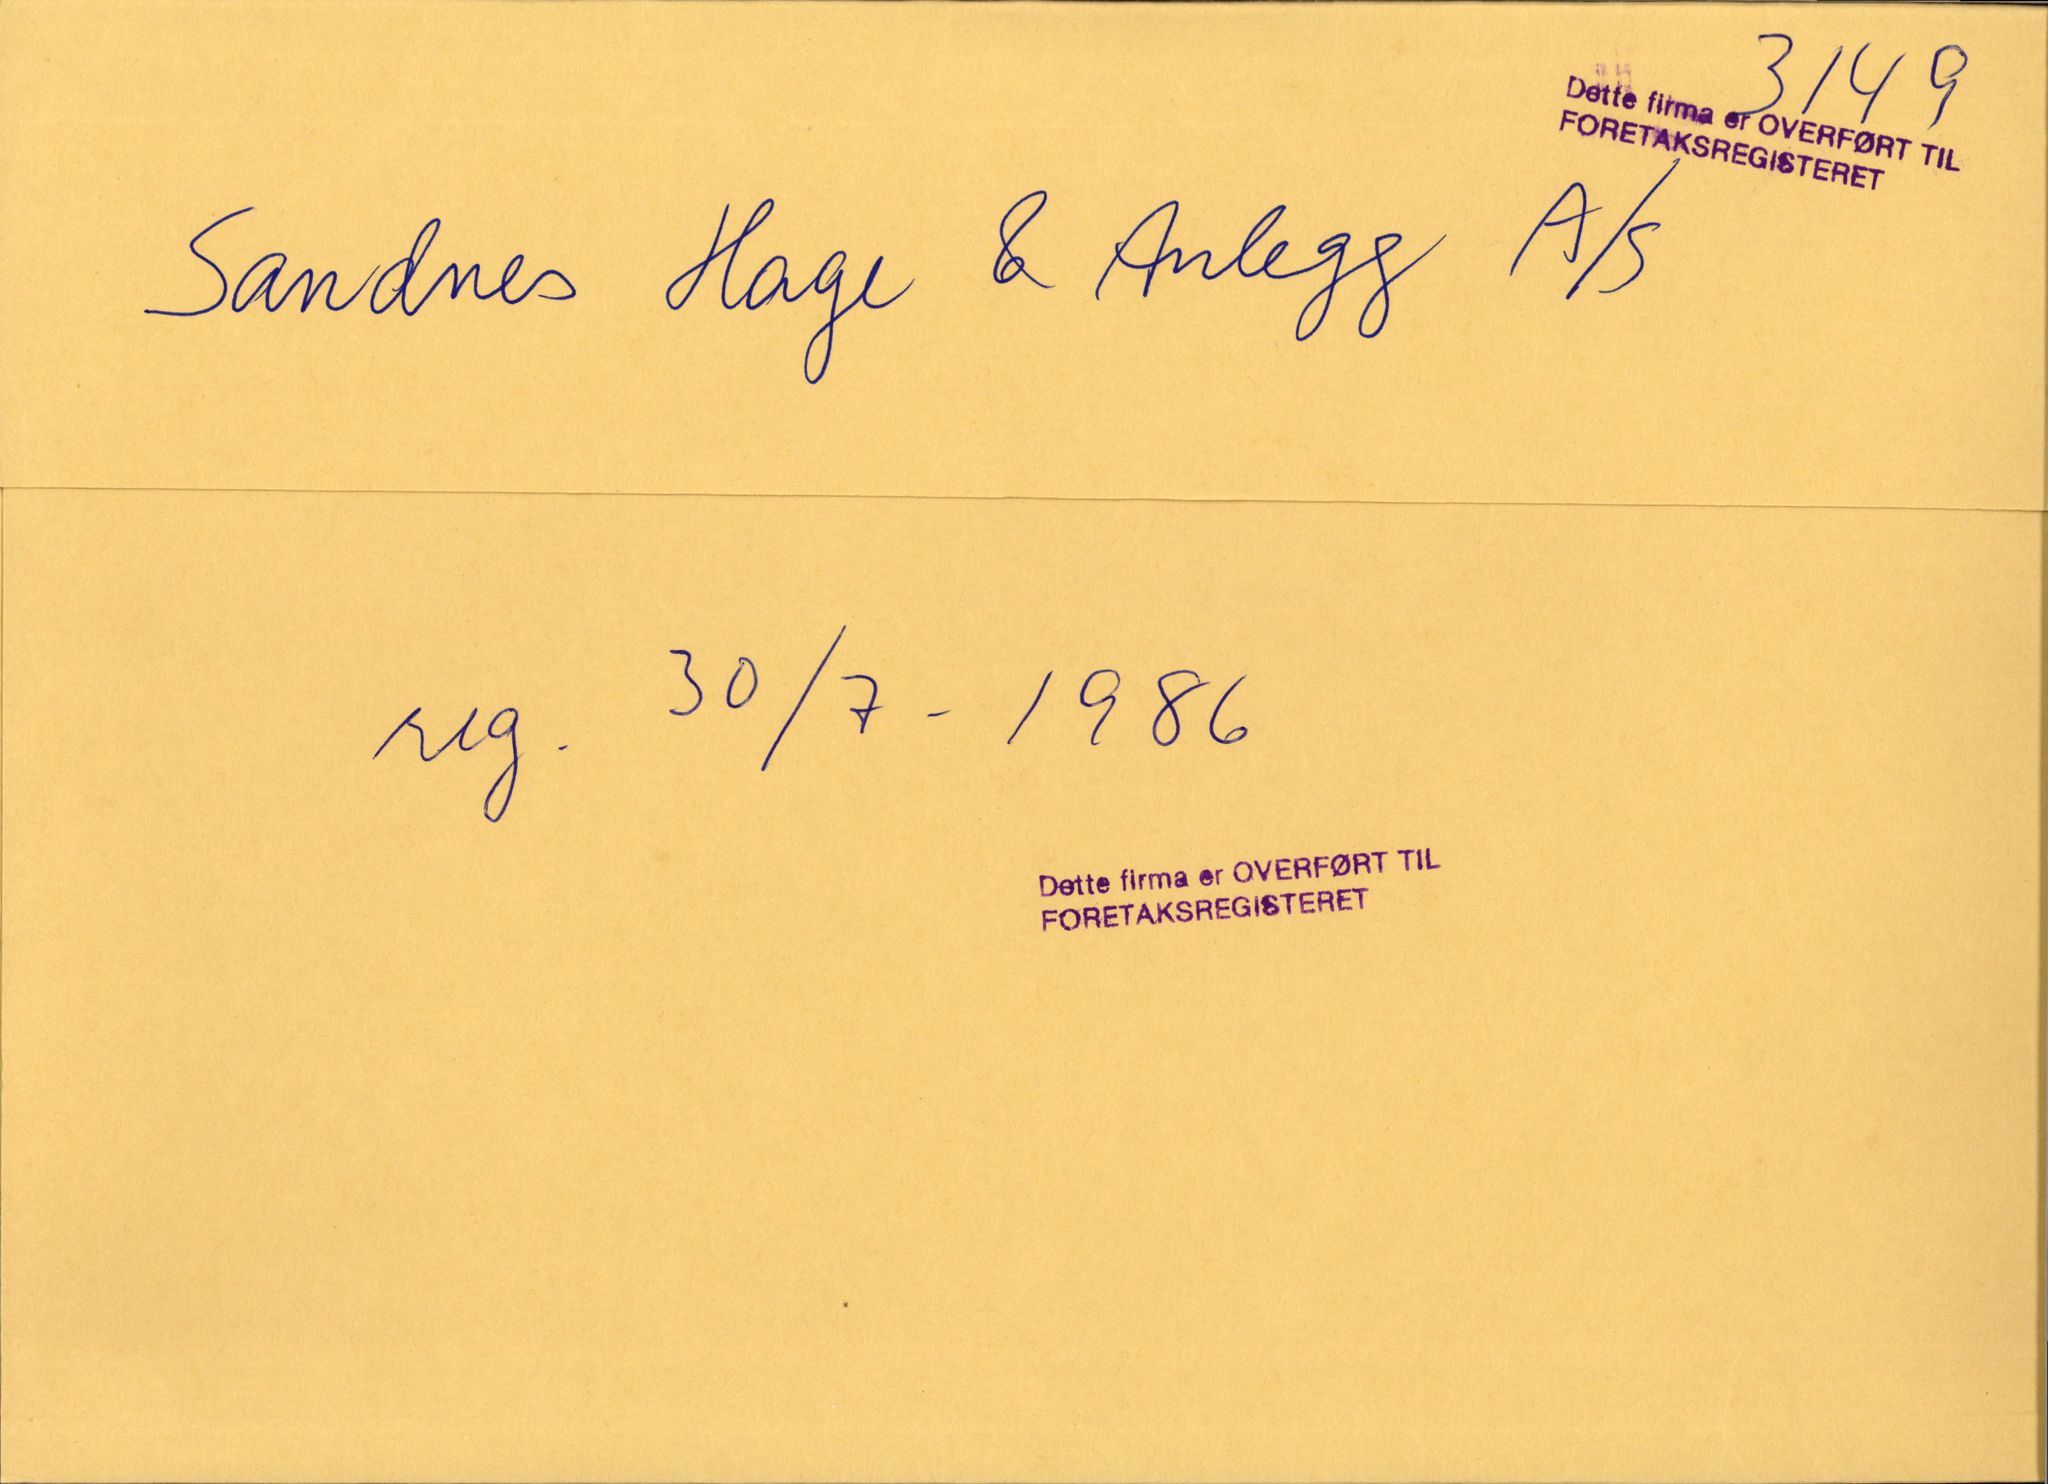 3149
Dette firma er OVERFØRT TIL
FORETAKSREGISTERET
Sandnes Hage & Anlegg A/S
reg. 30/7 - 1986
Dette firma er OVERFØRT TIL
FORETAKSREGISTERET